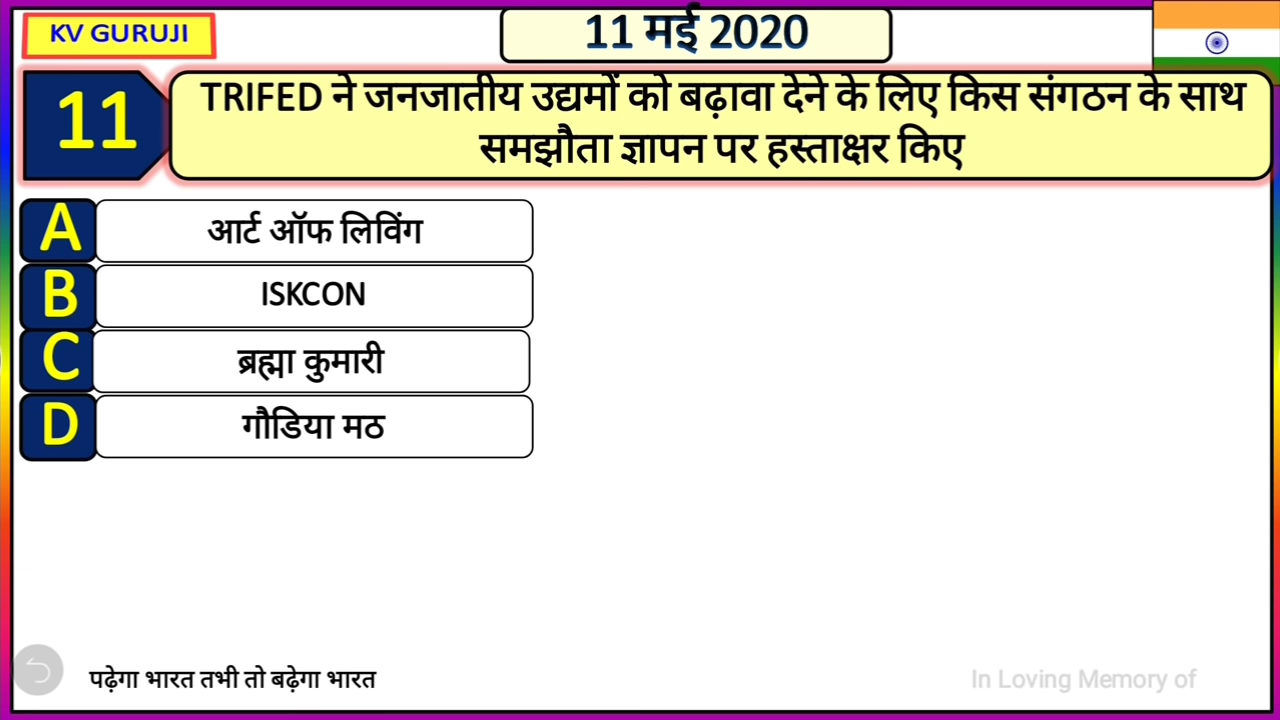 KV GURUJI
11 मई 2020
11
TRIFED ने जनजातीय उद्यमों को बढ़ावा देने के लिए किस संगठन के साथ
समझौता ज्ञापन पर हस्ताक्षर किए
A
आर्ट ऑफ लिविंग
B
ISKCON
C
ब्रह्मा कुमारी
D
गौडिया मठ
पढ़ेगा भारत तभी तो बढ़ेगा भारत
In Loving Memory of